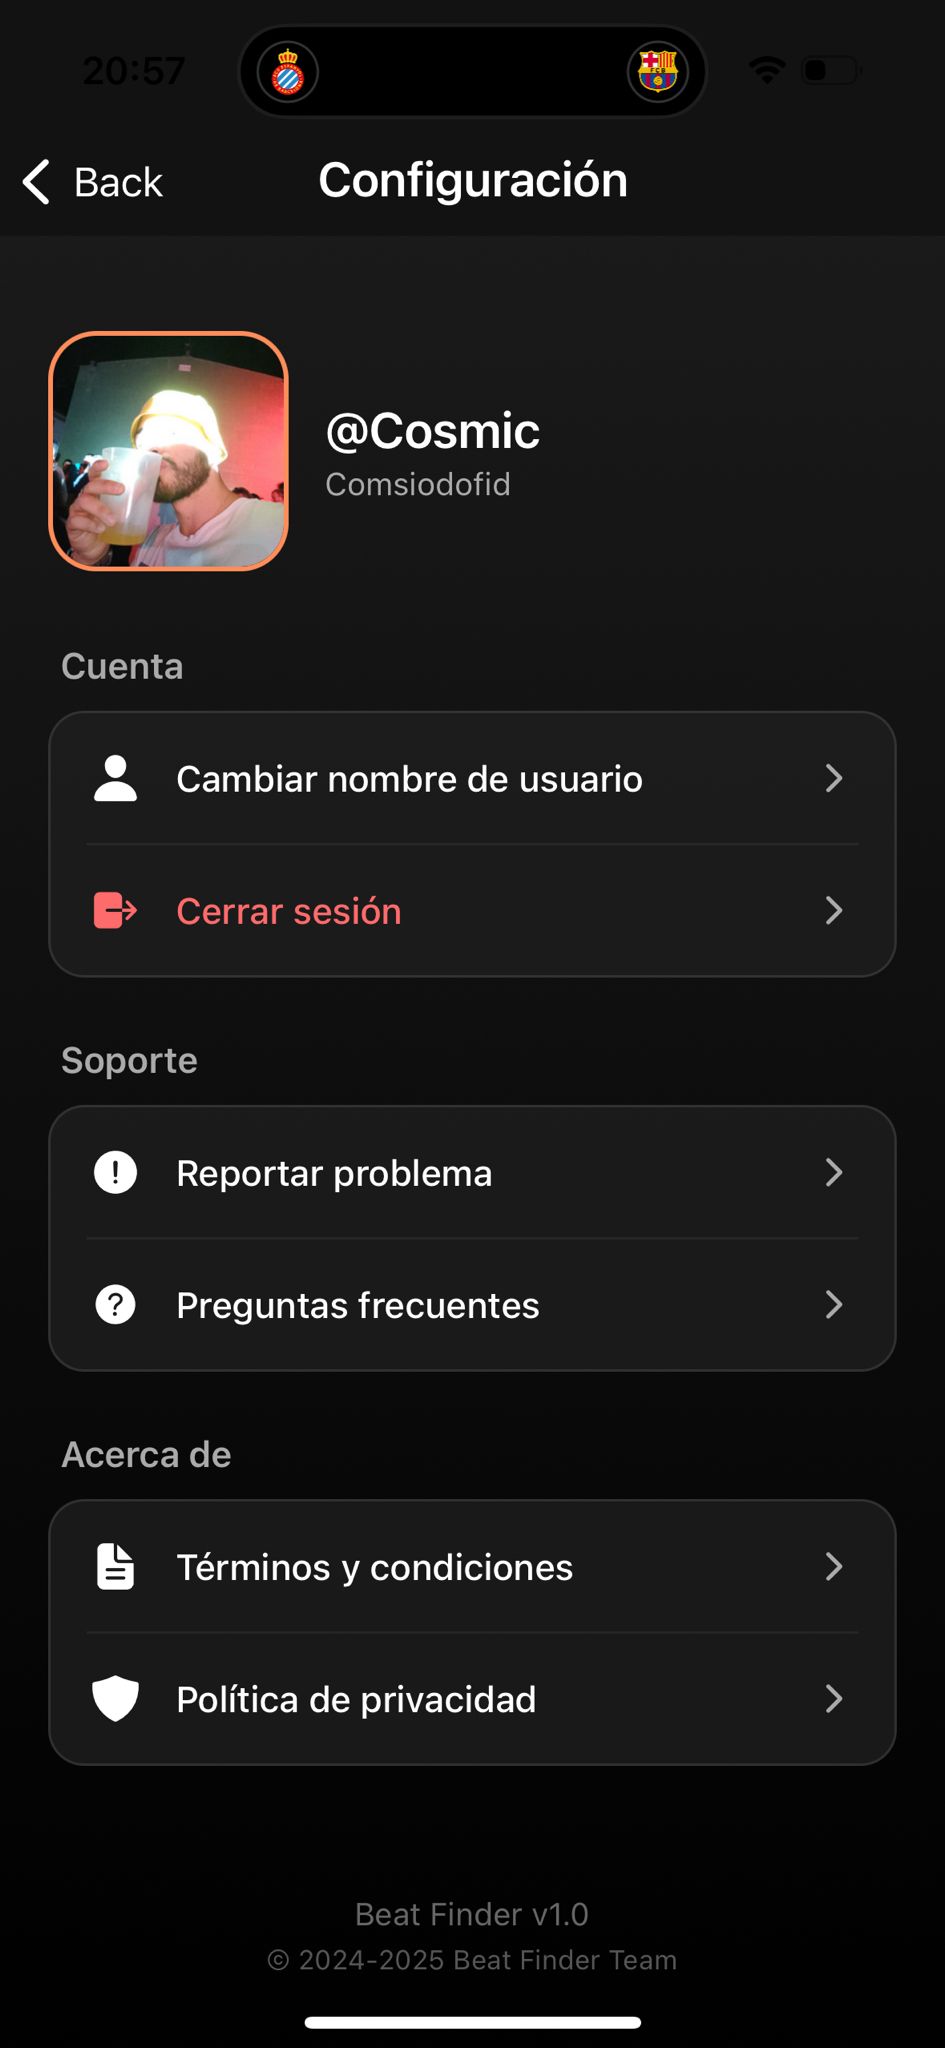 20:57
Back
Configuración
@Cosmic
Comsiodofid
Cuenta
Cambiar nombre de usuario
Cerrar sesión
Soporte
Reportar problema
Preguntas frecuentes
Acerca de
Términos y condiciones
Política de privacidad
Beat Finder v1.0
© 2024-2025 Beat Finder Team